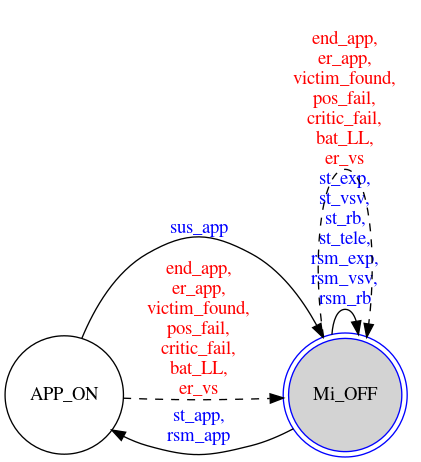 end_app,
er_app,
victim_found,
pos_fail,
critic_fail,
bat_LL,
er_vs
st_exp,
st_vsv,
st_rb,
st_tele,
rsm_exp,
rsm_vsv,
rsm_rb
sus_app
end_app,
er_app,
victim_found,
pos_fail,
critic_fail,
bat_LL,
er_vs
st_app,
rsm_app
APP_ON
Mi_OFF